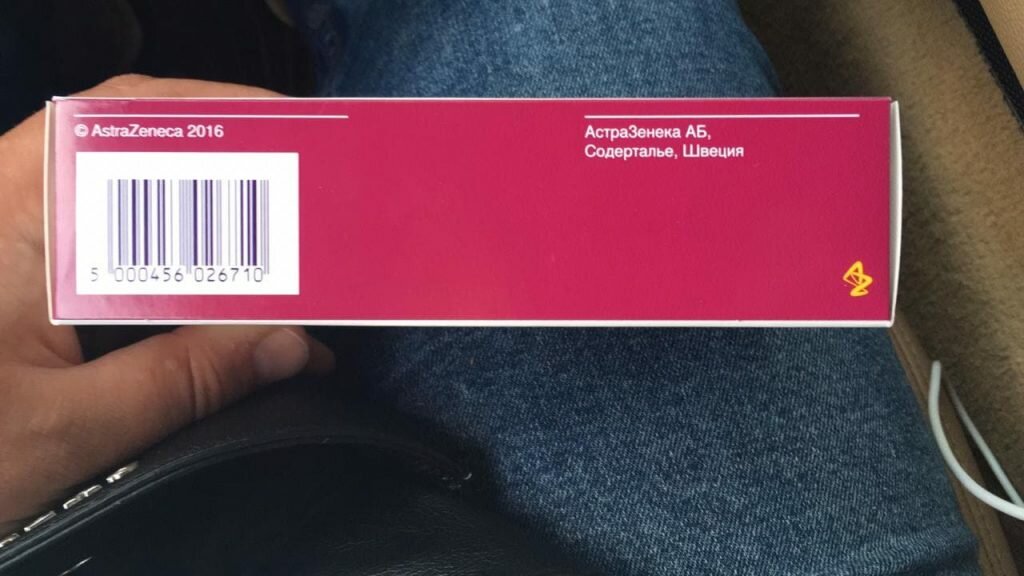 © AstraZeneca 2016
АстраЗенека АБ,
Содерталье, Швеция
5 000456 026710